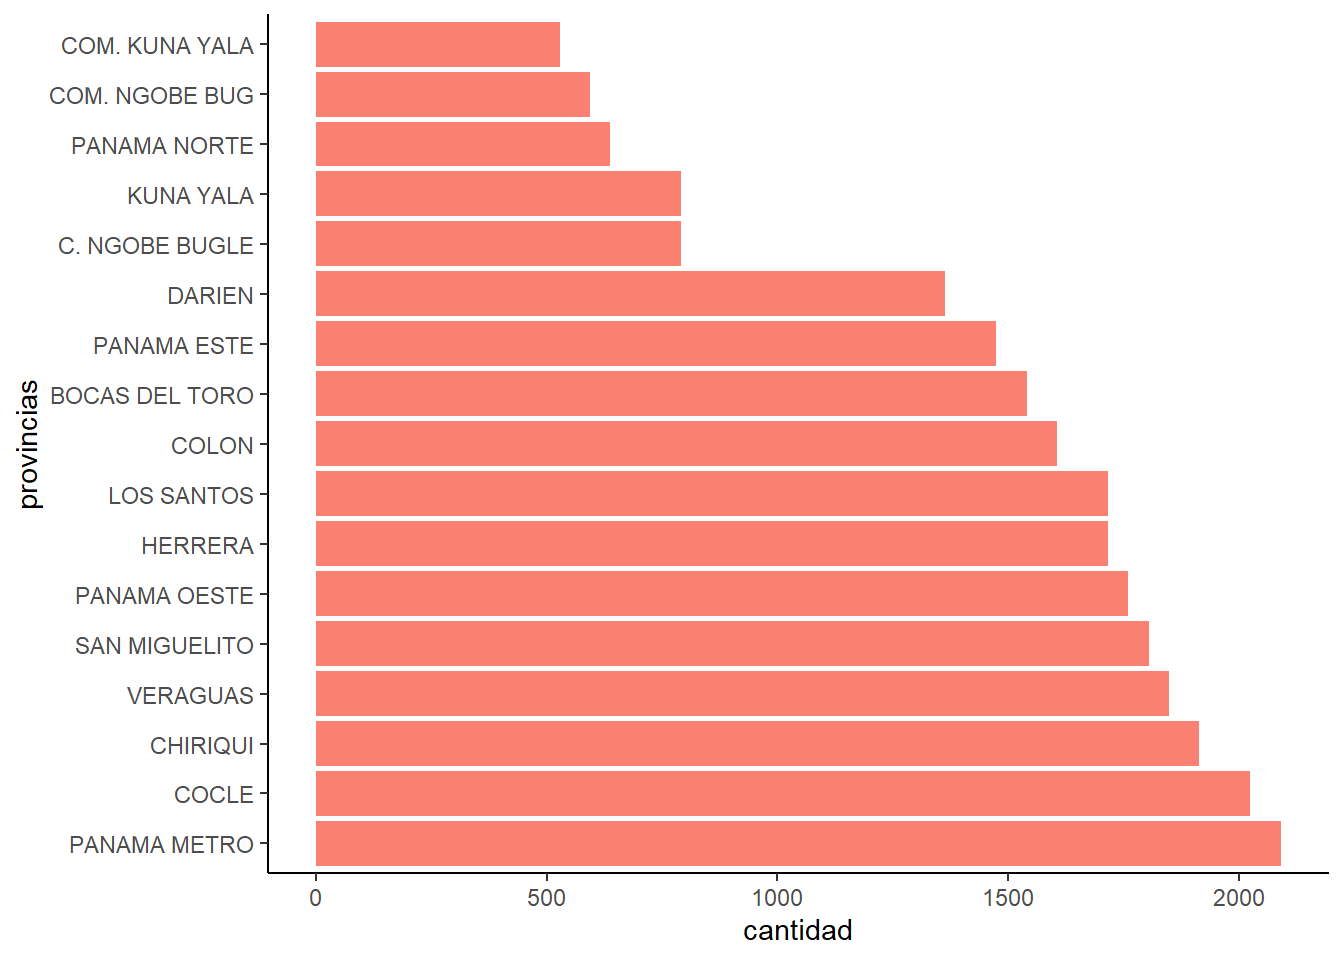 COM. KUNA YALA
COM. NGOBE BUG
PANAMA NORTE
KUNA YALA
C. NGOBE BUGLE
DARIEN
PANAMA ESTE
BOCAS DEL TORO
COLON
LOS SANTOS
HERRERA
PANAMA OESTE
SAN MIGUELITO
VERAGUAS
CHIRIQUI
COCLE
PANAMA METRO
provincias
0 500 1000 1500 2000
cantidad